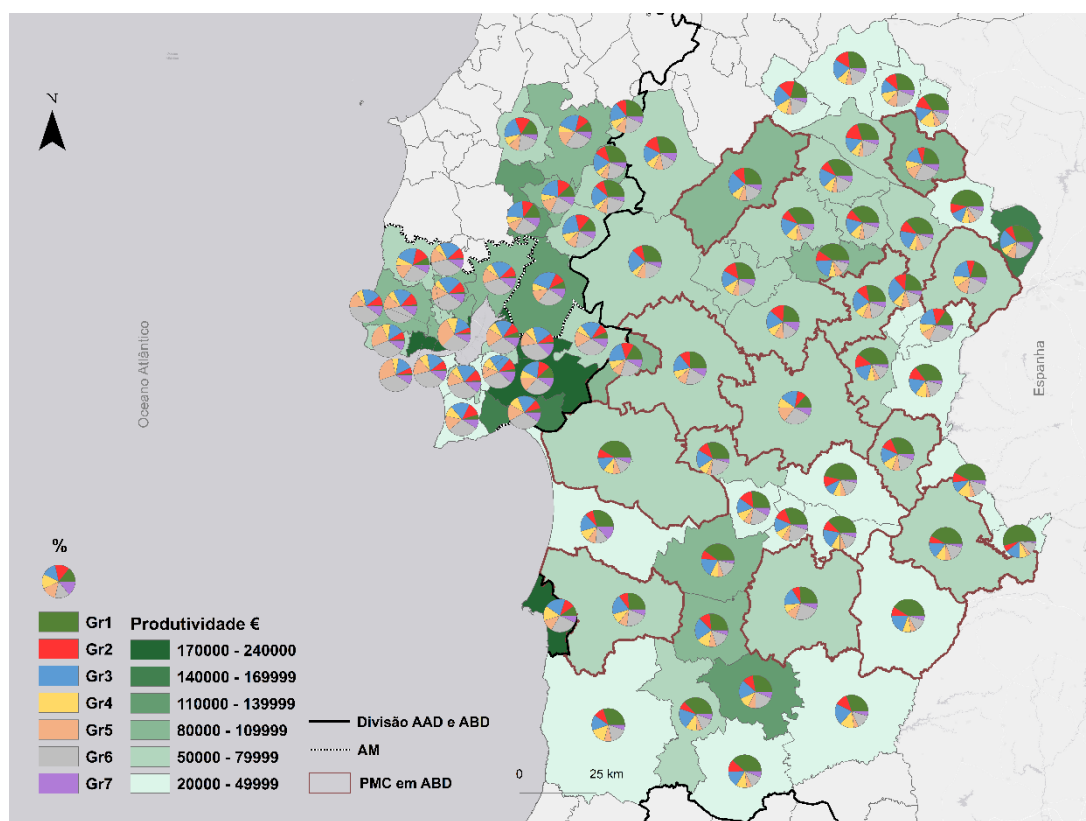 N
Oceano Atlântico
Espanha
%
Gr1
Gr2
Gr3
Gr4
Gr5
Gr6
Gr7
Produtividade €
170000 - 240000
140000 - 169999
110000 - 139999
80000 - 109999
50000 - 79999
20000 - 49999
Divisão AAD e ABD
AM
PMC em ABD
0 25 km